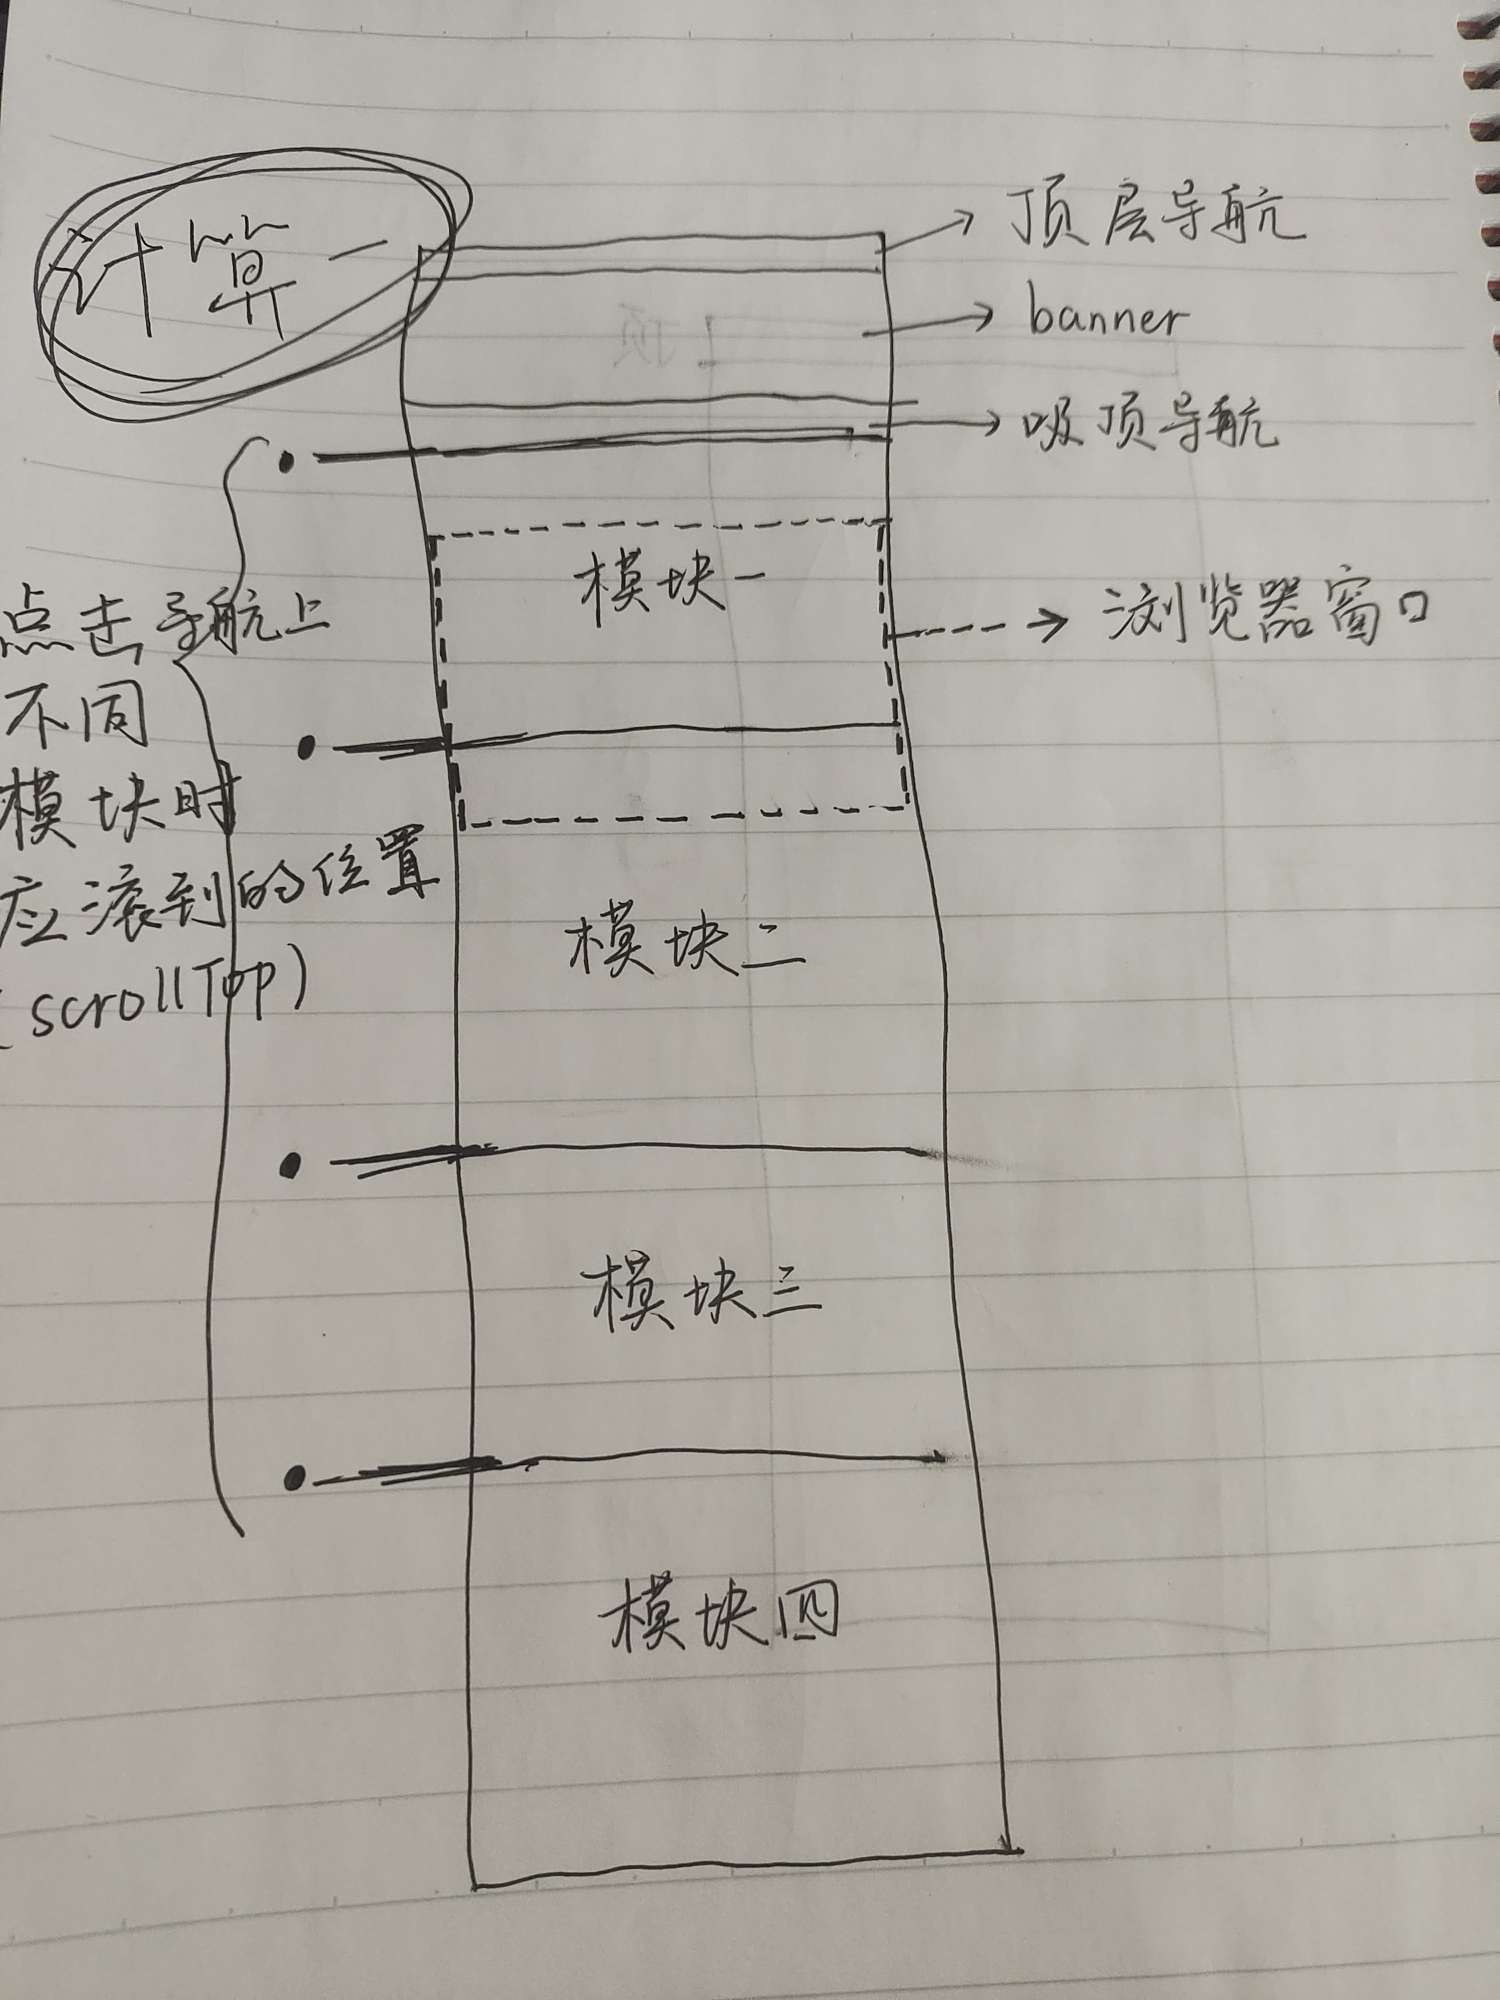 计算一
顶层导航
banner
吸顶导航
模块一
浏览器窗口
点击导航上
不同
模块时
应滚到的位置
(scrollTop)
模块二
模块三
模块四